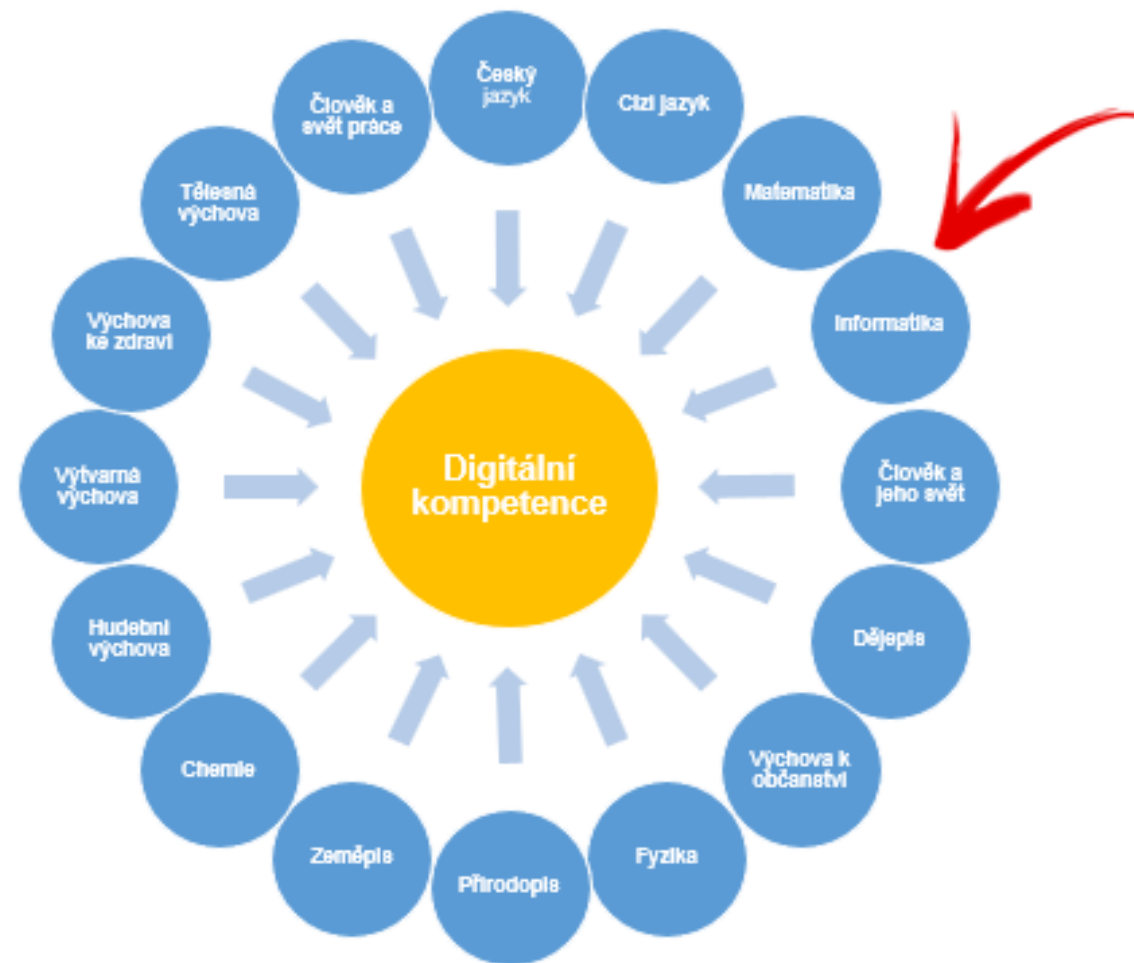 Český
jazyk
Cizí jazyk
Matematika
Informatika
Člověk a
jeho svět
Dějepis
Výchova k
občanství
Fyzika
Přírodopis
Zeměpis
Chemie
Hudební
výchova
Výtvarná
výchova
Výchova
ke zdraví
Tělesná
výchova
Člověk a
svět práce
Digitální
kompetence